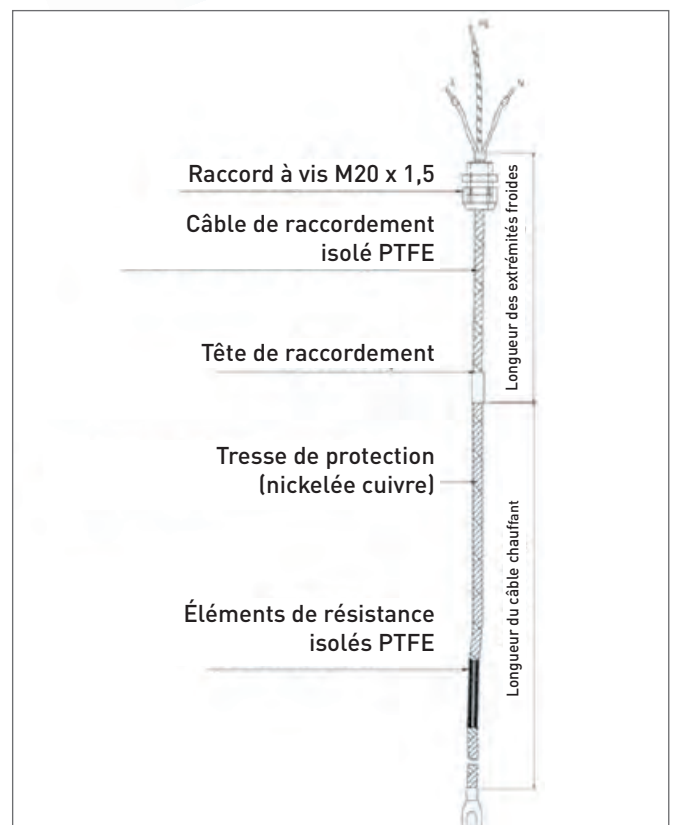 PE
L
N
Raccord à vis M20 x 1,5
Câble de raccordement
isolé PTFE
Tête de raccordement
Tresse de protection
(nickelée cuivre)
Éléments de résistance
isolés PTFE
Longueur des extrémités froides
Longueur du câble chauffant